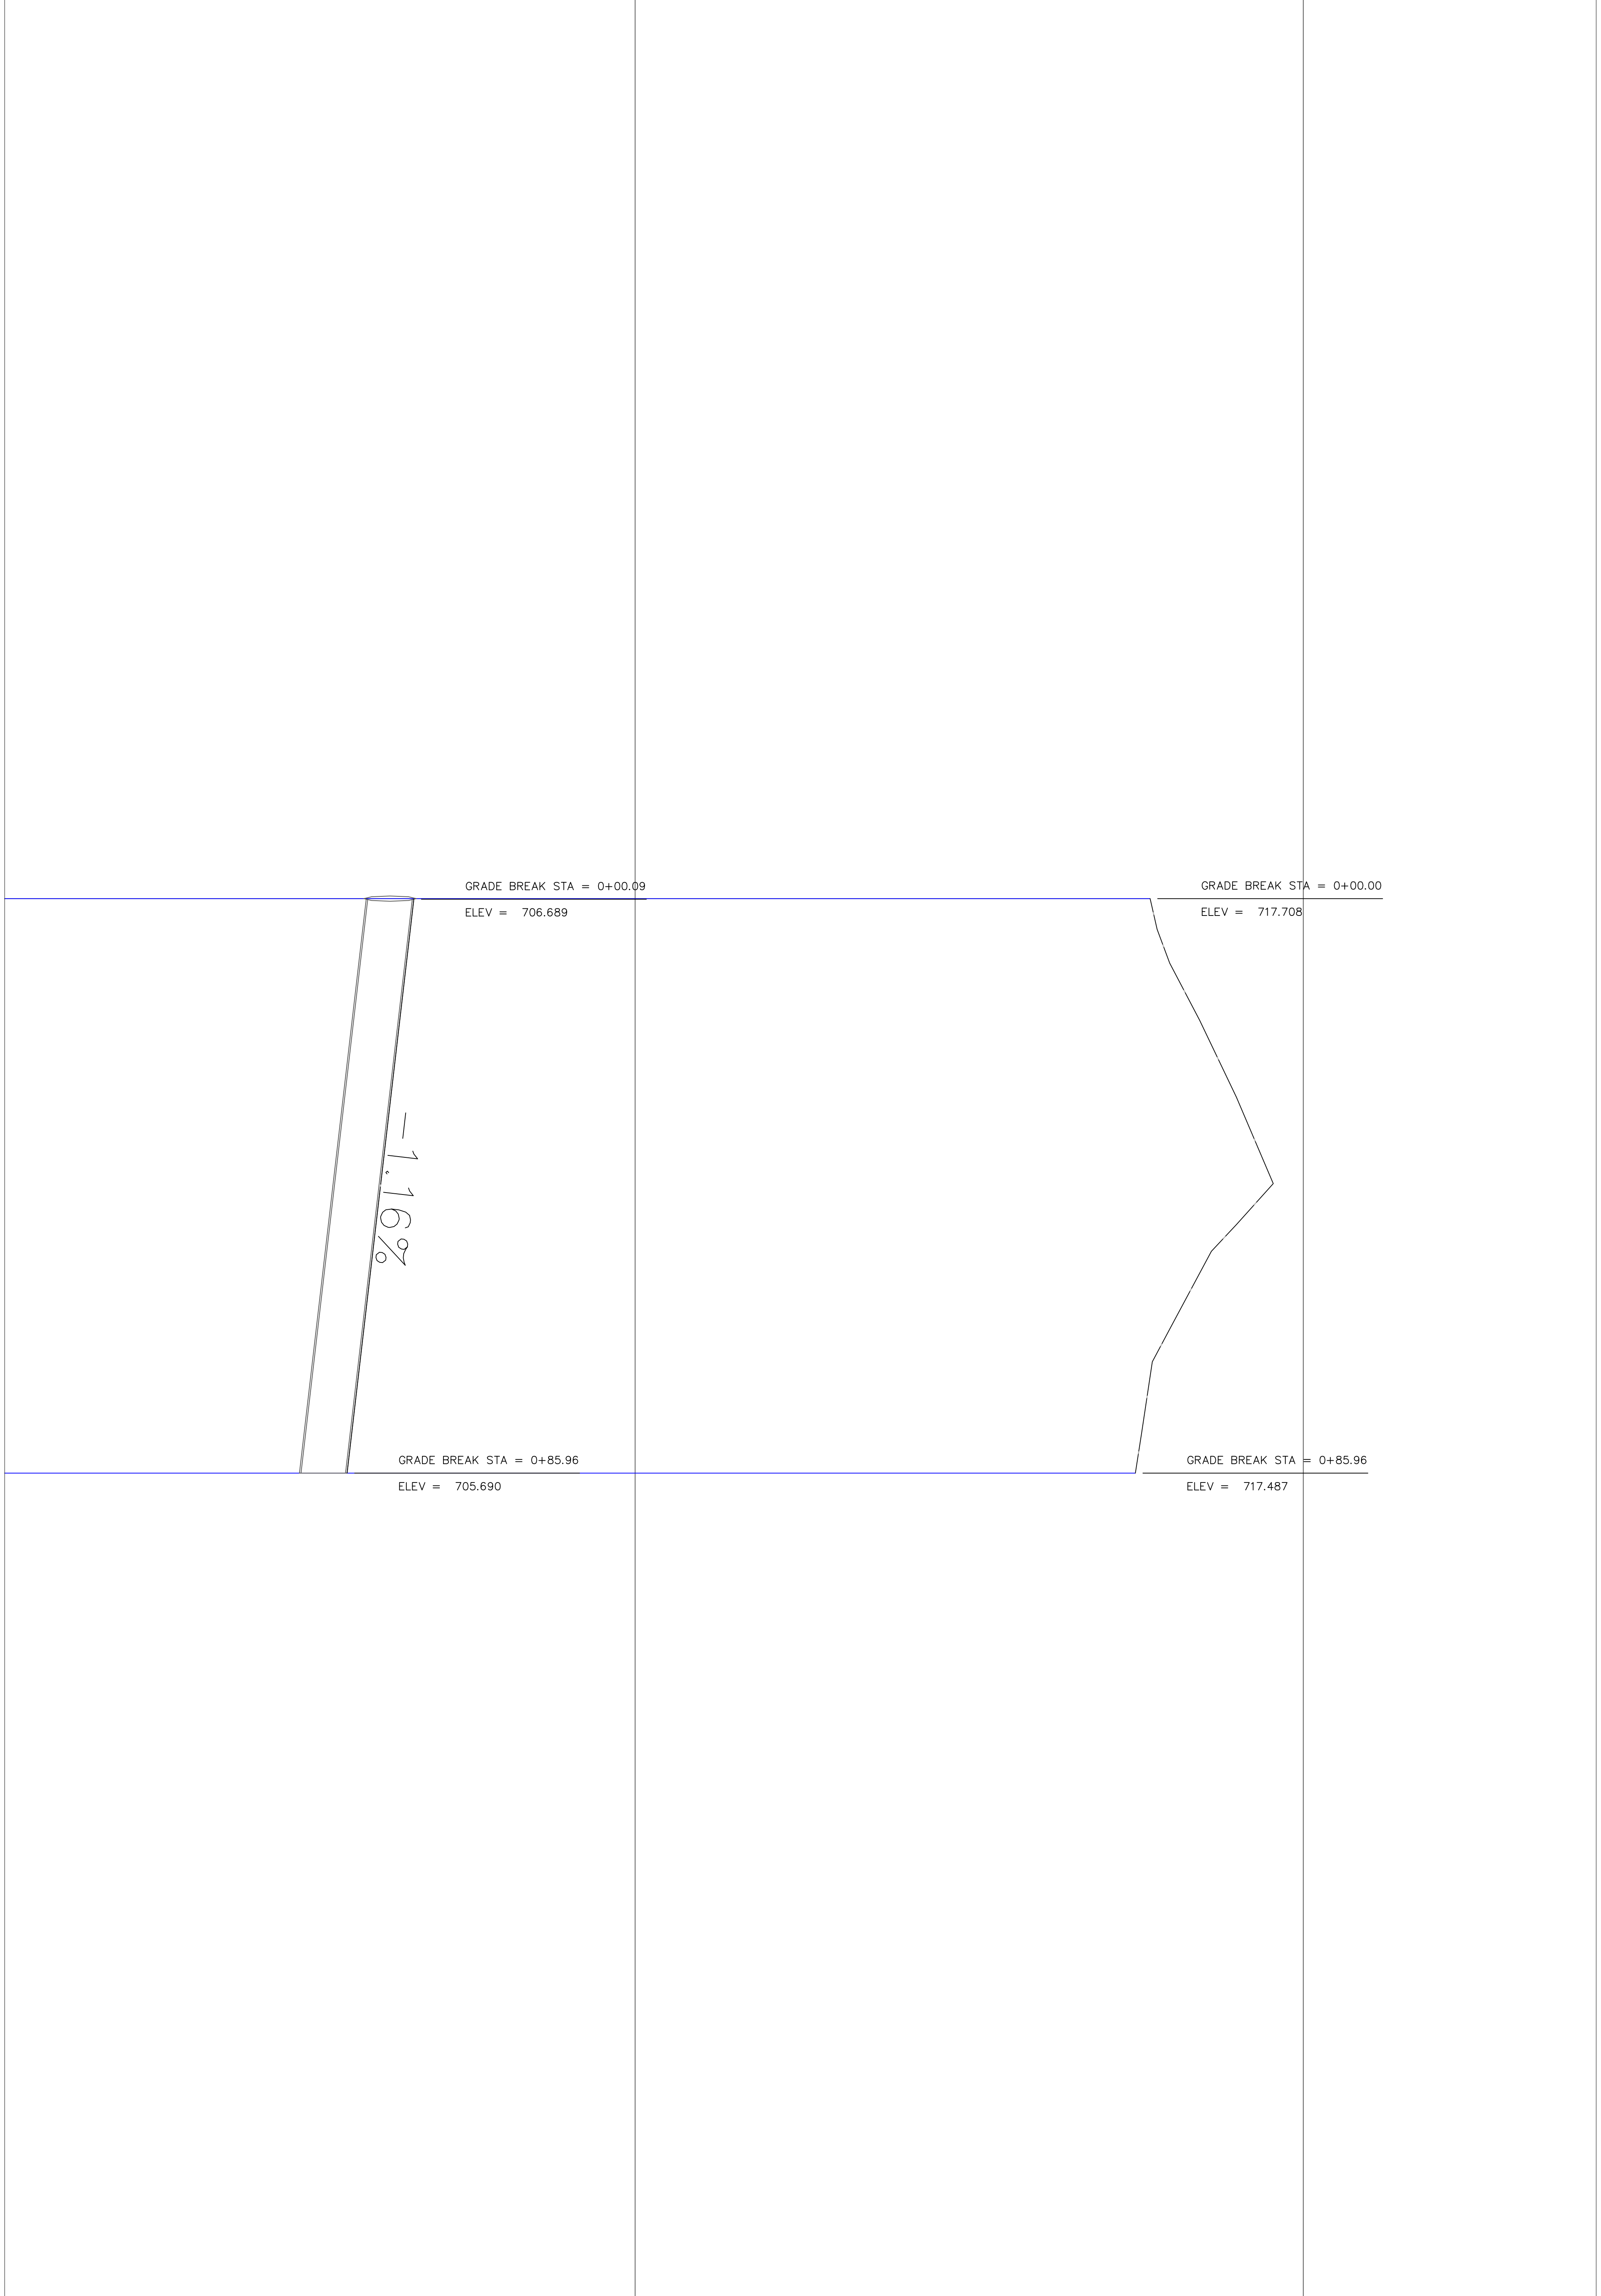 GRADE BREAK STA = 0+00.09
ELEV = 706.689
GRADE BREAK STA = 0+00.00
ELEV = 717.708
-1.16%
GRADE BREAK STA = 0+85.96
ELEV = 705.690
GRADE BREAK STA = 0+85.96
ELEV = 717.487